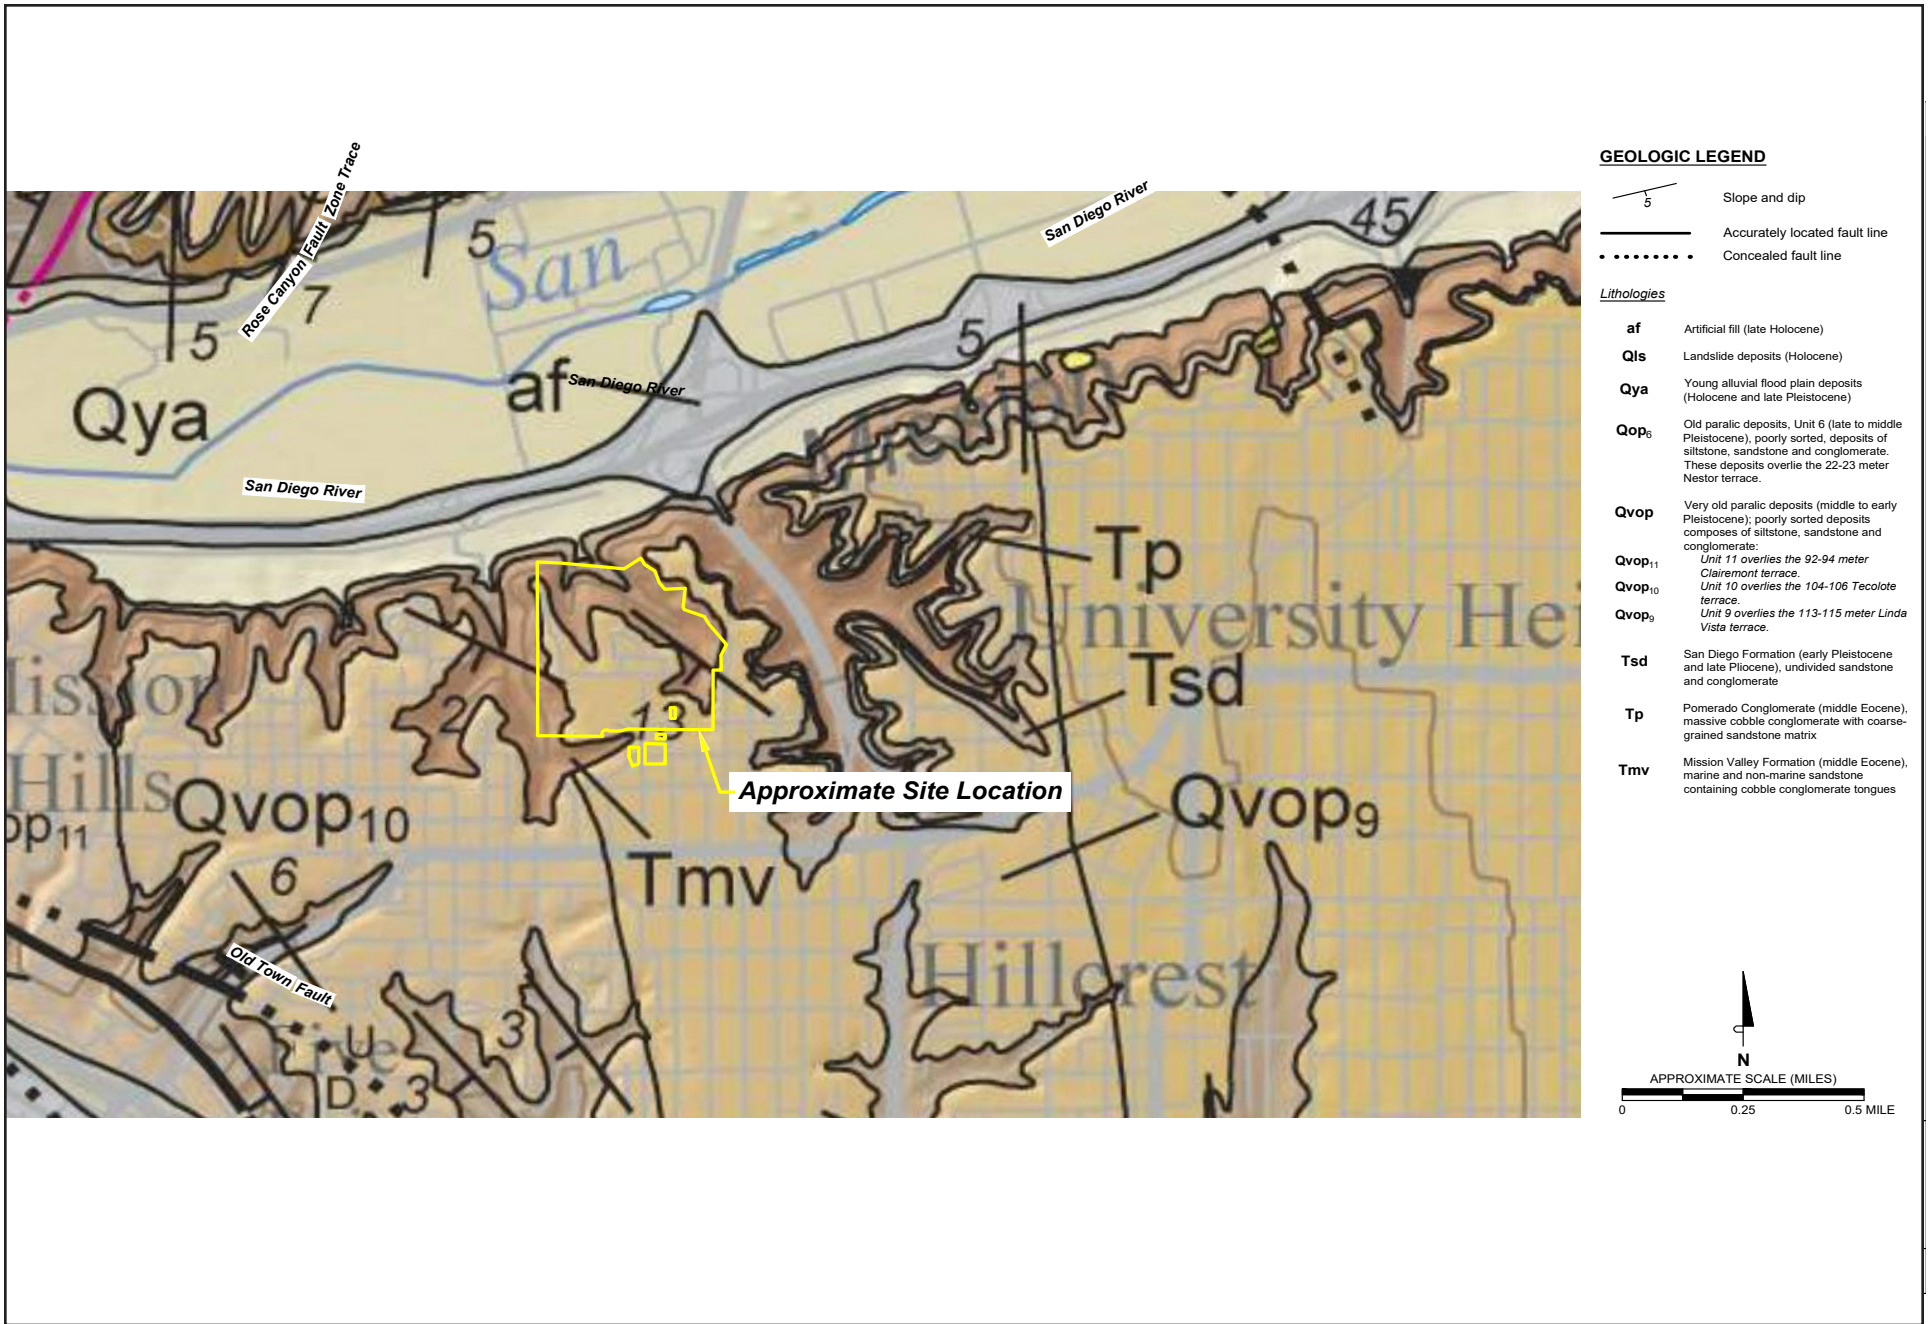 Rose Canyon Fault Zone Trace
San Diego River
45
5
San
7
5
5
af
San Diego River
Qya
San Diego River
Tp
University Hei
Mission
Tsd
2
13
Hills
Approximate Site Location
Qvop10
Qvop9
op11
Tmv
6
Old Town Fault
Hillcrest
3
U
Five
D
3
GEOLOGIC LEGEND
5
Slope and dip
Accurately located fault line
Concealed fault line
Lithologies
af Artificial fill (late Holocene)
Qls Landslide deposits (Holocene)
Qya Young alluvial flood plain deposits
(Holocene and late Pleistocene)
Qop6 Old paralic deposits, Unit 6 (late to middle
Pleistocene), poorly sorted, deposits of
siltstone, sandstone and conglomerate.
These deposits overlie the 22-23 meter
Nestor terrace.
Qvop Very old paralic deposits (middle to early
Pleistocene); poorly sorted deposits
composes of siltstone, sandstone and
conglomerate:
Qvop11 Unit 11 overlies the 92-94 meter
Clairemont terrace.
Qvop10 Unit 10 overlies the 104-106 Tecolote
terrace.
Qvop9 Unit 9 overlies the 113-115 meter Linda
Vista terrace.
Tsd San Diego Formation (early Pleistocene
and late Pliocene), undivided sandstone
and conglomerate
Tp Pomerado Conglomerate (middle Eocene),
massive cobble conglomerate with coarse-
grained sandstone matrix
Tmv Mission Valley Formation (middle Eocene),
marine and non-marine sandstone
containing cobble conglomerate tongues
N
APPROXIMATE SCALE (MILES)
0 0.25 0.5 MILE